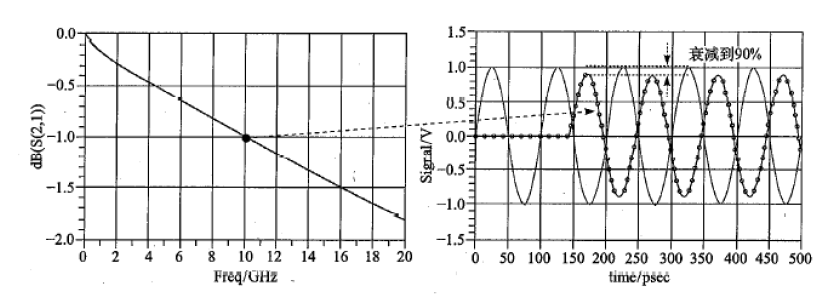 0.0
-0.5
-1.0
-1.5
-2.0
dB(S(2,1))
0 2 4 6 8 10 12 14 16 18 20
Freq/GHz
1.5
1.0
0.5
0.0
-0.5
-1.0
-1.5
Sigral/V
衰减到90%
0 50 100 150 200 250 300 350 400 450 500
time/psec